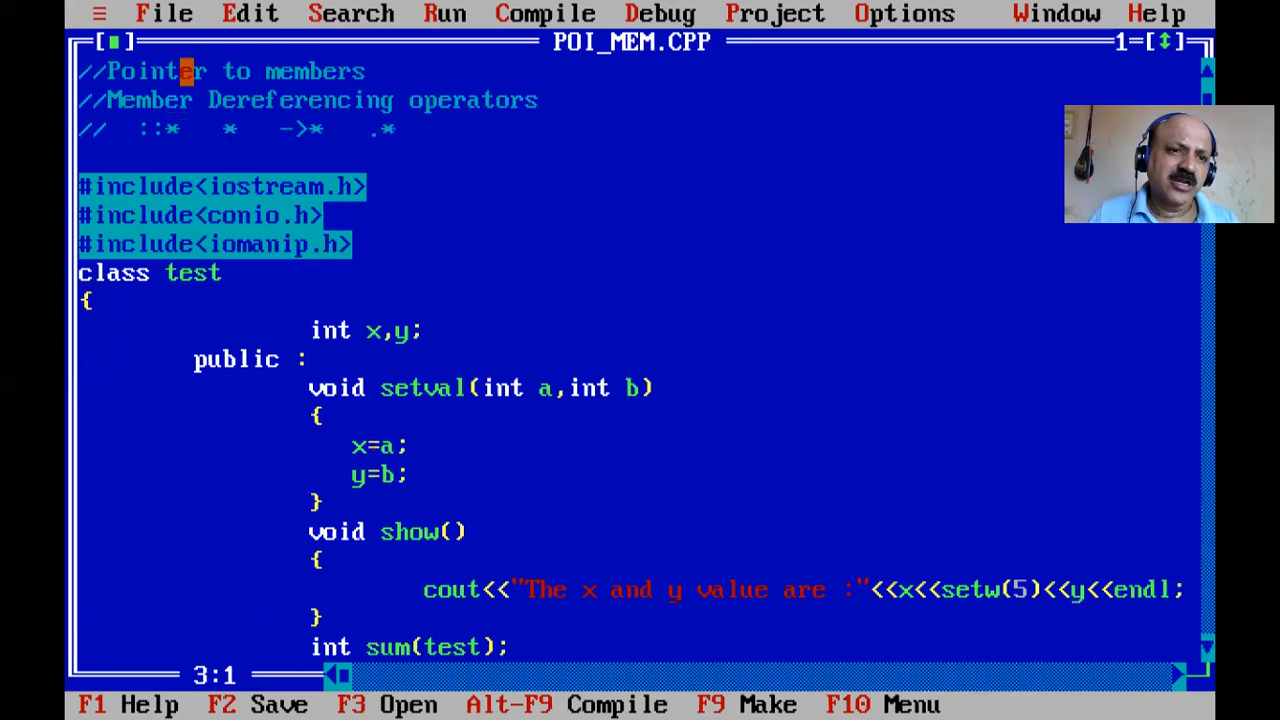 ≡ File Edit Search Run Compile Debug Project Options Window Help
[■] POI_MEM.CPP 1=[↕]
//Pointer to members
//Member Dereferencing operators
// ::* * ->* .*
#include<iostream.h>
#include<conio.h>
#include<iomanip.h>
class test
{
int x,y;
public :
void setval(int a,int b)
{
x=a;
y=b;
}
void show()
{
cout<<"The x and y value are :"<<x<<setw(5)<<y<<endl;
}
int sum(test);
3:1
F1 Help F2 Save F3 Open Alt-F9 Compile F9 Make F10 Menu